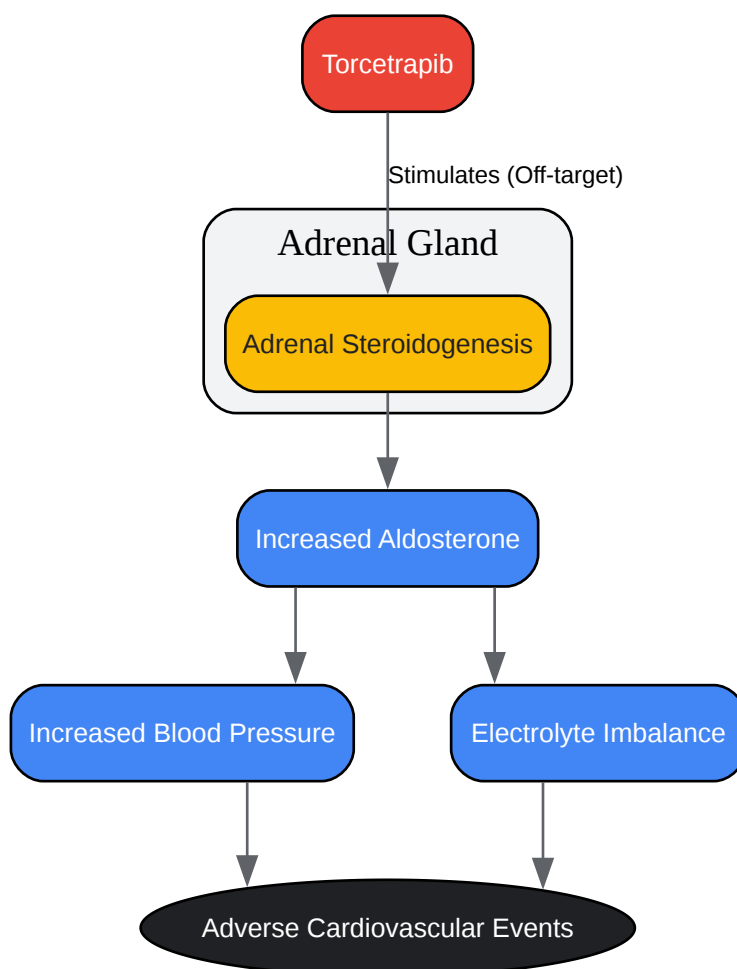 Torcetrapib
Stimulates (Off-target)
Adrenal Gland
Adrenal Steroidogenesis
Increased Aldosterone
Increased Blood Pressure
Electrolyte Imbalance
Adverse Cardiovascular Events